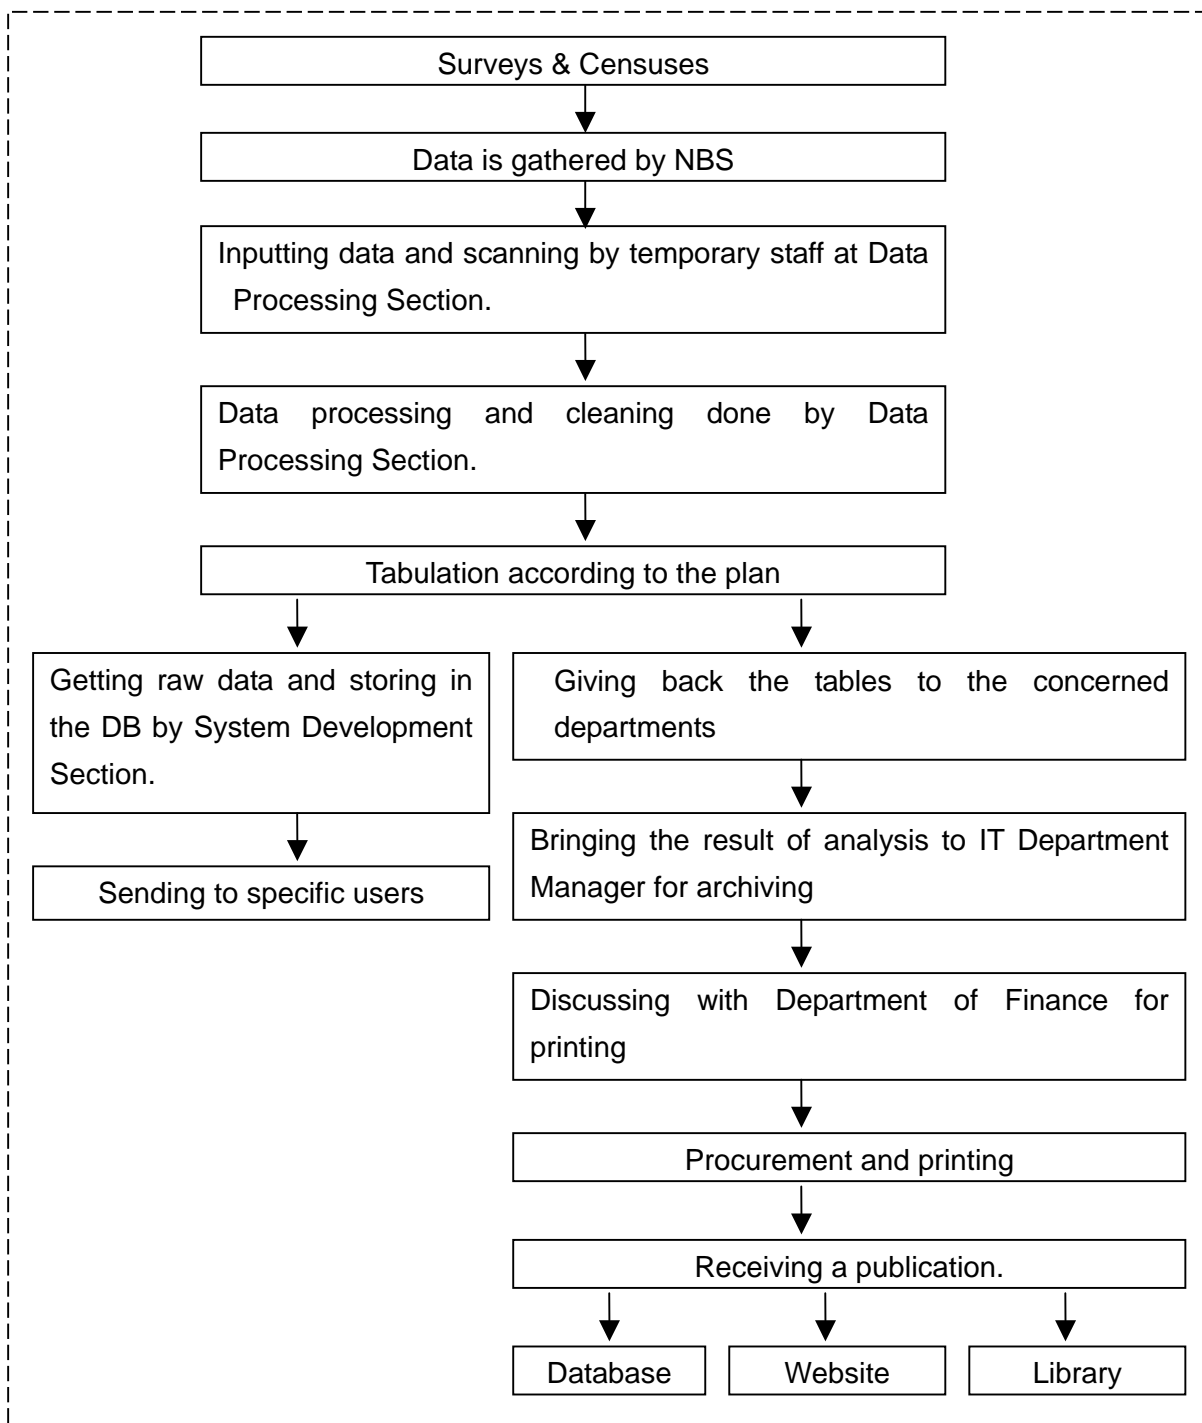 Surveys & Censuses
Data is gathered by NBS
Inputting data and scanning by temporary staff at Data
Processing Section.
Data processing and cleaning done by Data
Processing Section.
Tabulation according to the plan
Getting raw data and storing in
the DB by System Development
Section.
Sending to specific users
Giving back the tables to the concerned
departments
Bringing the result of analysis to IT Department
Manager for archiving
Discussing with Department of Finance for
printing
Procurement and printing
Receiving a publication.
Database
Website
Library